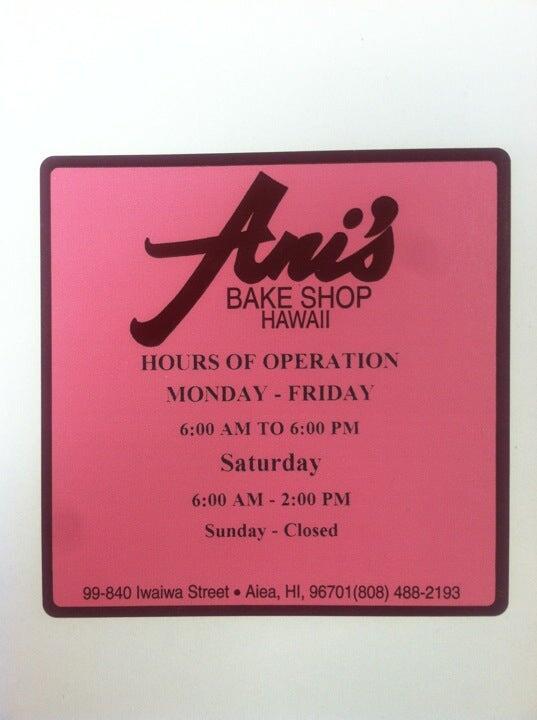 Ani's
BAKE SHOP
HAWAII
HOURS OF OPERATION
MONDAY - FRIDAY
6:00 AM TO 6:00 PM
Saturday
6:00 AM - 2:00 PM
Sunday - Closed
99-840 Iwaiwa Street • Aiea, HI, 96701(808) 488-2193